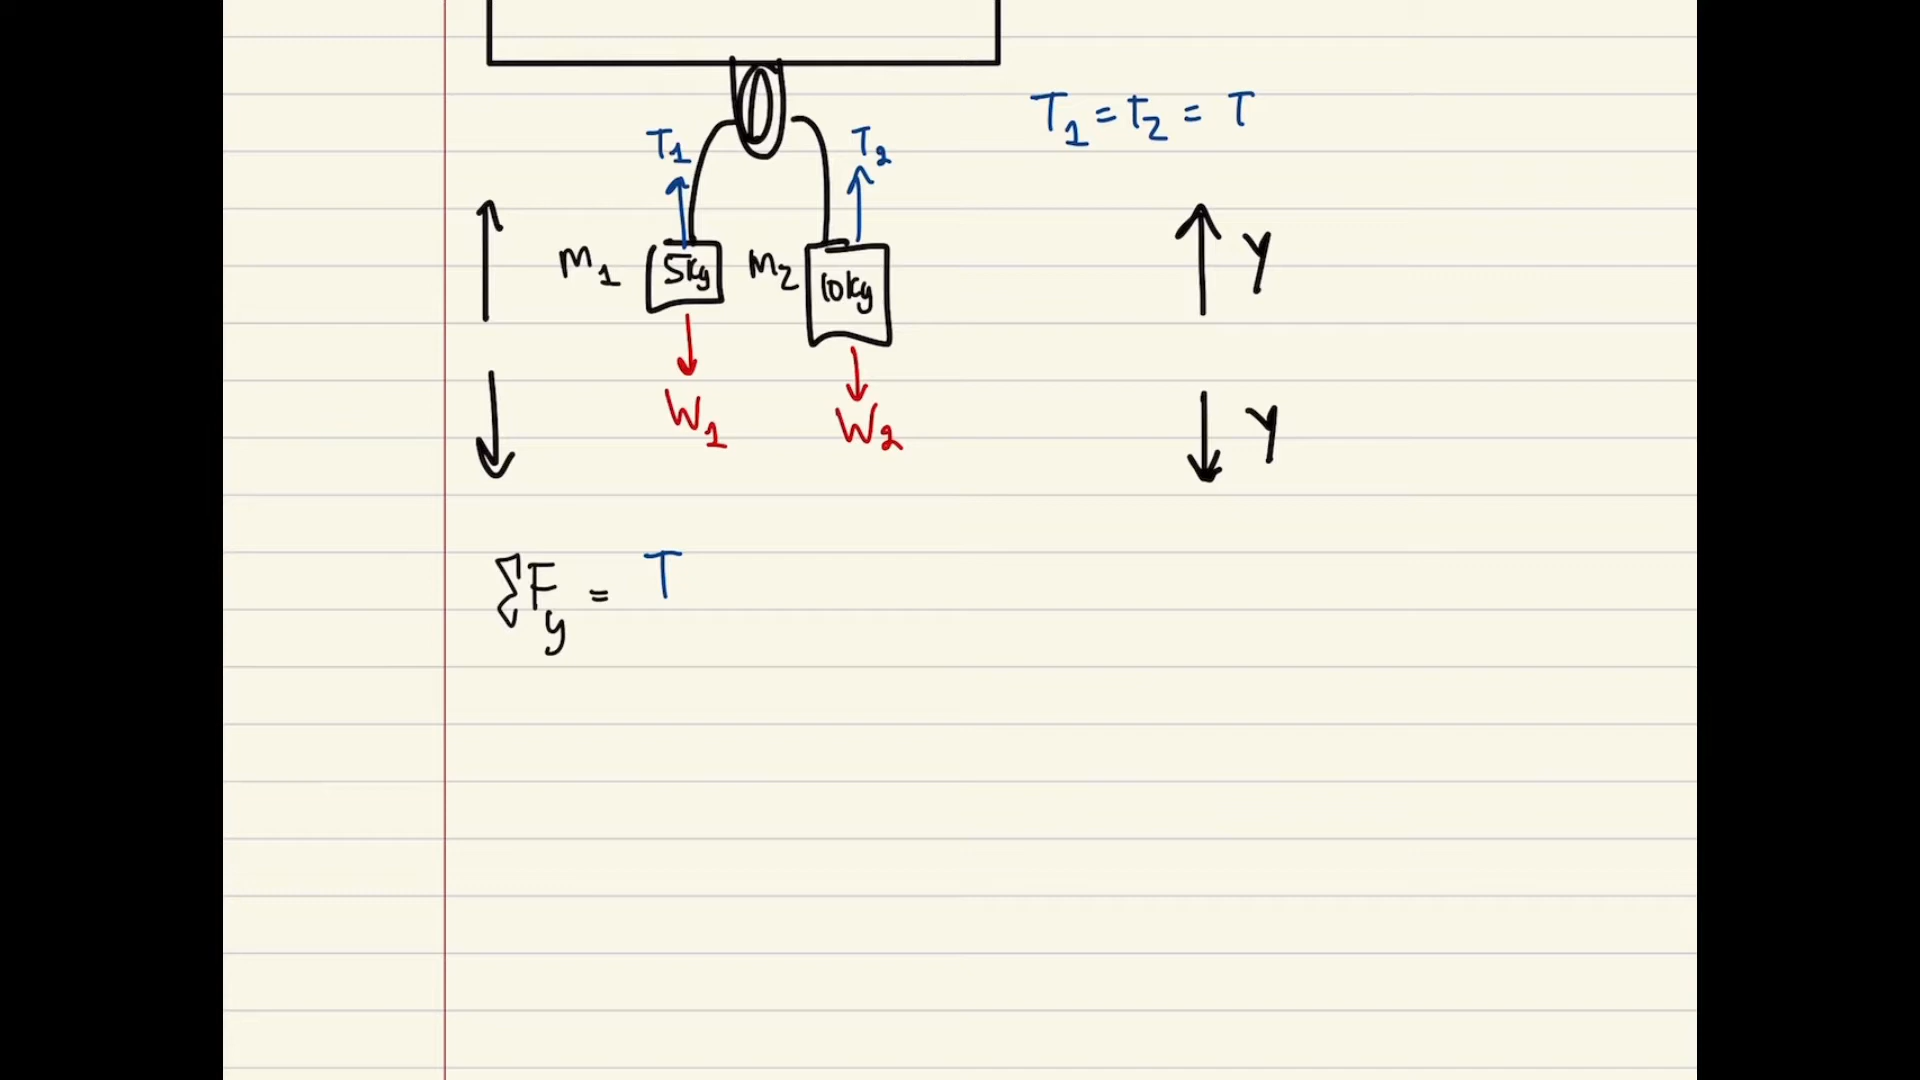 T1 = t2 = T
T1 T2
m1 5kg m2 10kg Y
W1 W2 Y
ΣFy = T